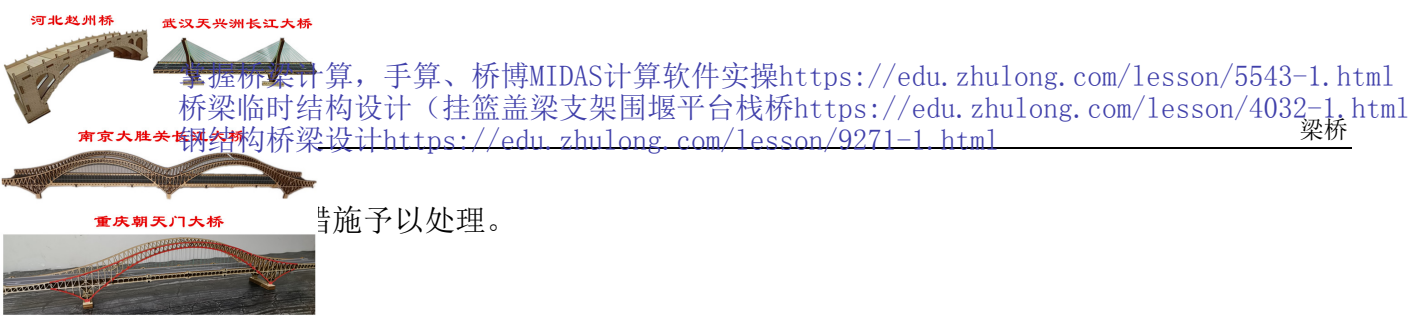 河北赵州桥
武汉天兴洲长江大桥
掌握桥梁计算，手算、桥博MIDAS计算软件实操https://edu.zhulong.com/lesson/5543-1.html
桥梁临时结构设计（挂篮盖梁支架围堰平台栈桥https://edu.zhulong.com/lesson/4032-1.html
南京大胜关长江大桥
钢结构桥梁设计https://edu.zhulong.com/lesson/9271-1.html
梁桥
重庆朝天门大桥
措施予以处理。